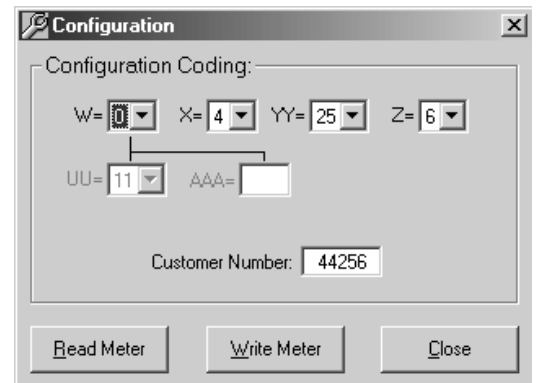 Configuration
Configuration Coding:
W= 0 X= 4 YY= 25 Z= 6
UU= 11 AAA=
Customer Number: 44256
Read Meter Write Meter Close